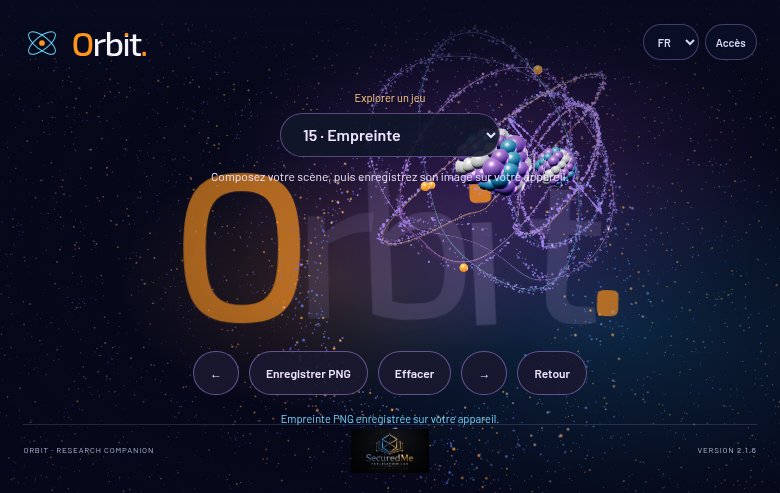 Orbit.
FR
Accès
Explorer un jeu
15 · Empreinte
Composez votre scène, puis enregistrez son image sur votre appareil.
Orbit.
←
Enregistrer PNG
Effacer
→
Retour
Empreinte PNG enregistrée sur votre appareil.
ORBIT · RESEARCH COMPANION
SecuredMe
VERSION 2.1.6